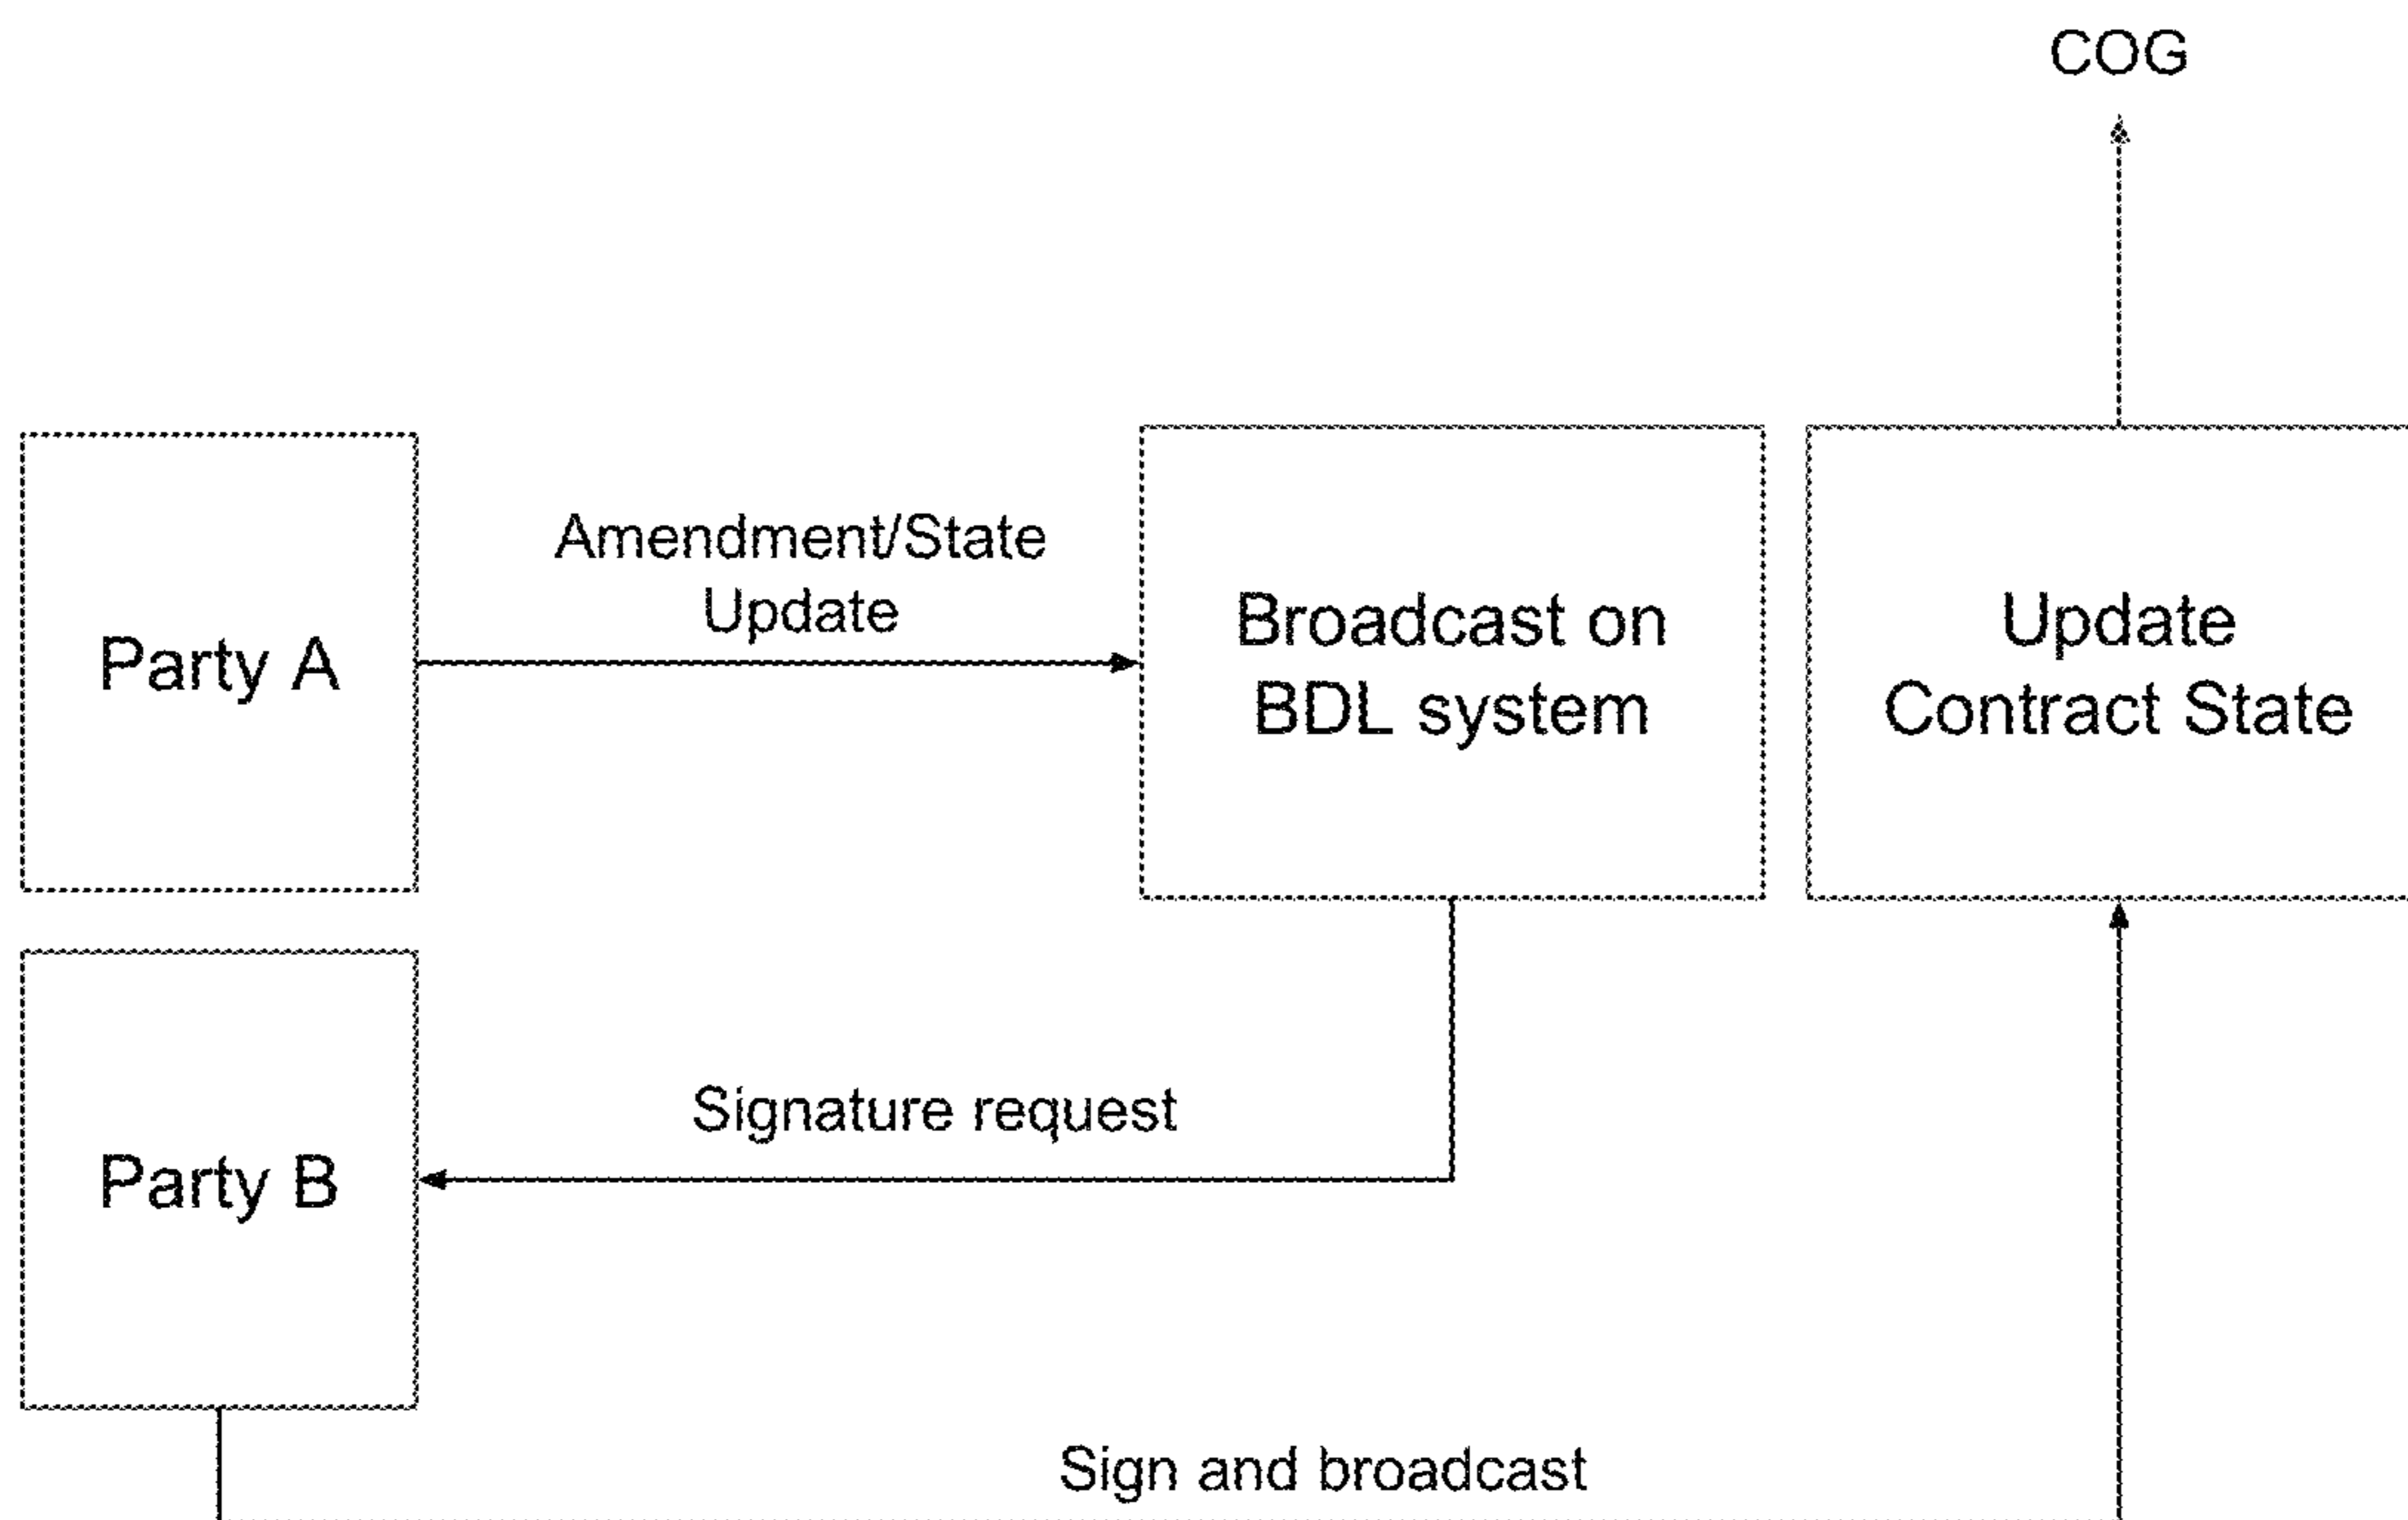 COG
Amendment/State
Update
Party A
Broadcast on
BDL system
Update
Contract State
Signature request
Party B
Sign and broadcast